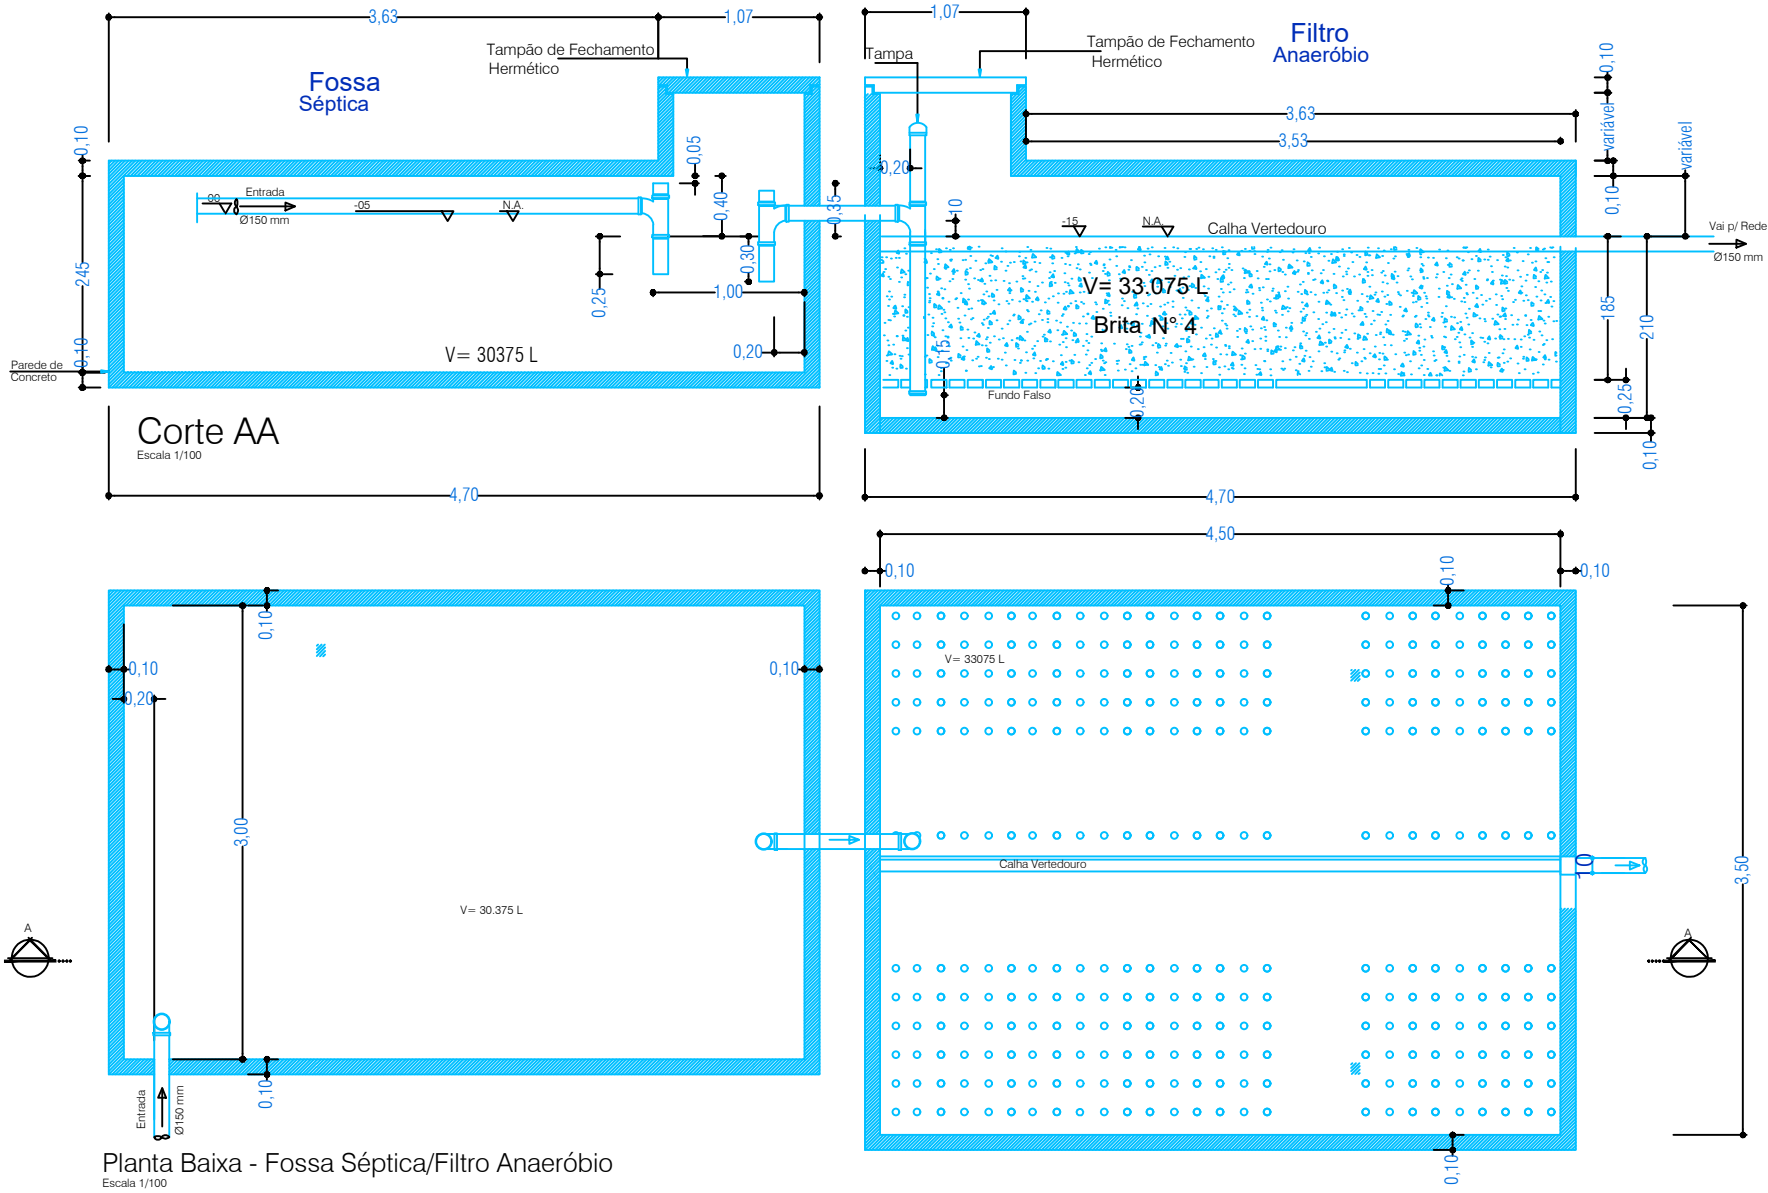 3,63
1,07
1,07
Filtro
Anaeróbio
Tampão de Fechamento
Hermético
Tampa
Tampão de Fechamento
Hermético
0,10
Fossa
Séptica
3,63
variável
variável
3,53
0,10
0,05
0,20
0,10
Entrada
00
Ø150 mm
-05
N.A.
0,40
0,35
10
-15
N.A.
Calha Vertedouro
Vai p/ Rede
Ø150 mm
245
0,25
0,30
1,00
V= 33.075 L
Brita N° 4
185
210
V= 30375 L
0,20
0,15
Parede de
Concreto
0,10
Fundo Falso
0,20
0,25
0,10
Corte AA
Escala 1/100
4,70
4,70
4,50
0,10
0,10
0,10
0,10
0,10
0,20
0,10
V= 33075 L
3,00
Calha Vertedouro
10
3,50
V= 30.375 L
A
A
Entrada
Ø150 mm
0,10
0,10
Planta Baixa - Fossa Séptica/Filtro Anaeróbio
Escala 1/100